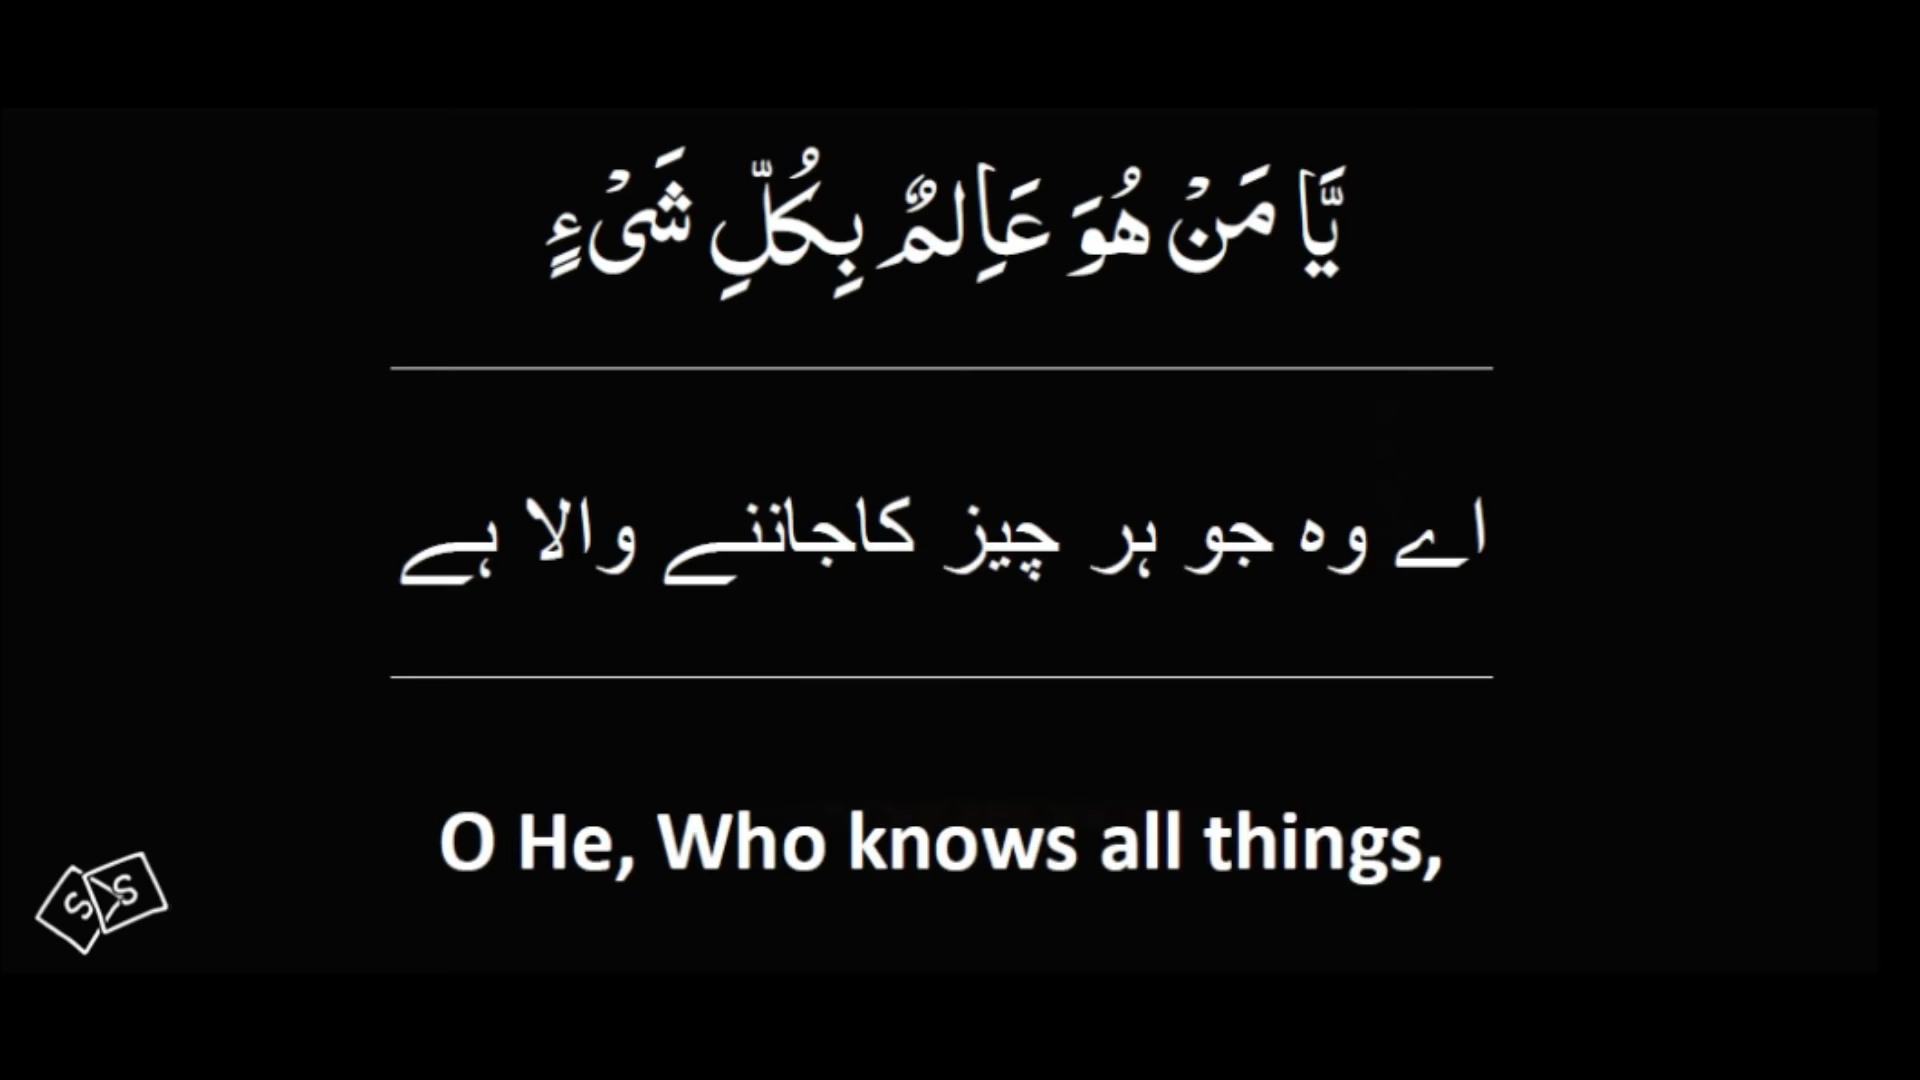 يَّا مَنْ هُوَ عَالِمٌ بِكُلِّ شَىْءٍ
اے وہ جو ہر چیز کاجاننے والا ہے
O He, Who knows all things,
S S